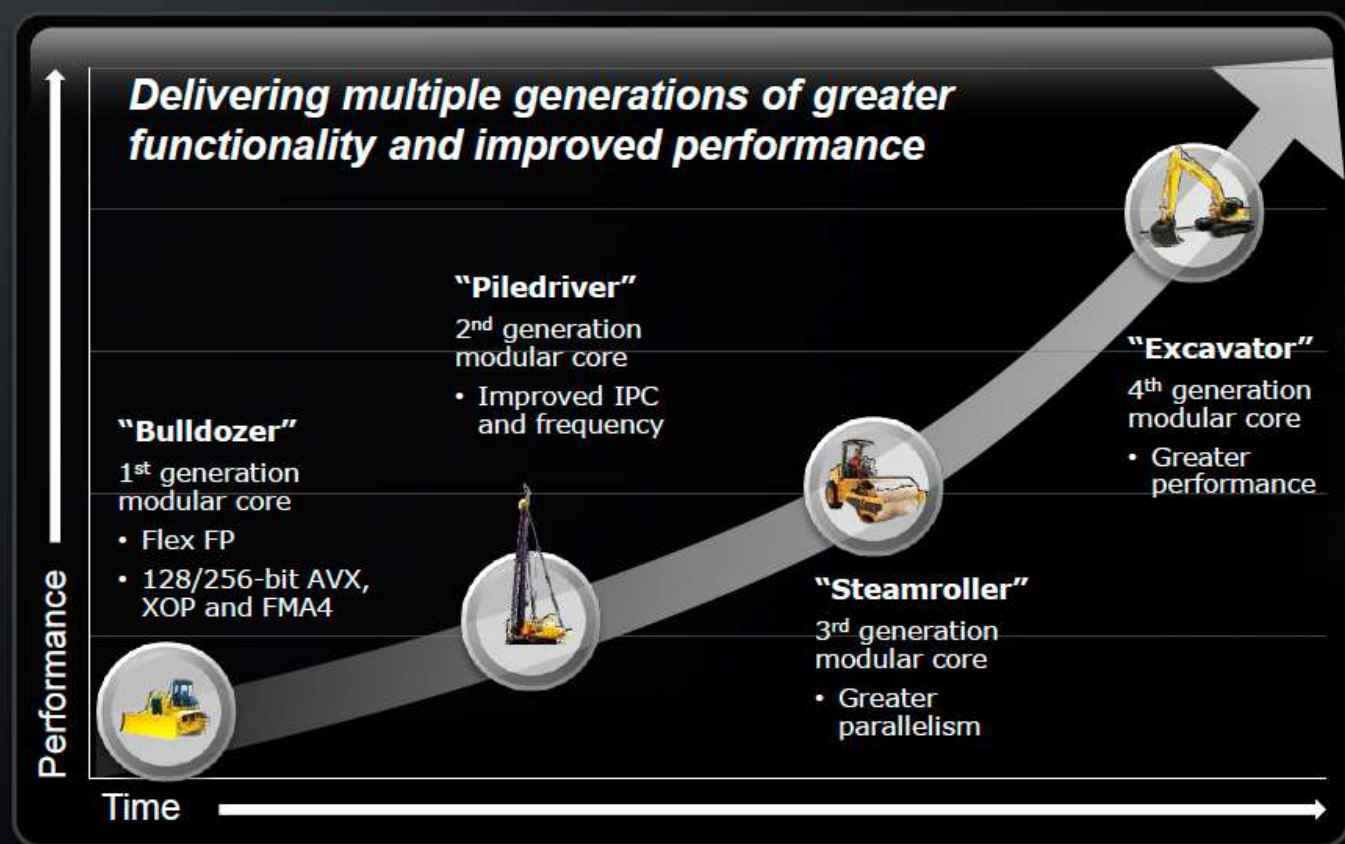 Delivering multiple generations of greater
functionality and improved performance
“Bulldozer”
1st generation
modular core
• Flex FP
• 128/256-bit AVX,
XOP and FMA4
“Piledriver”
2nd generation
modular core
• Improved IPC
and frequency
“Steamroller”
3rd generation
modular core
• Greater
parallelism
“Excavator”
4th generation
modular core
• Greater
performance
Performance
Time